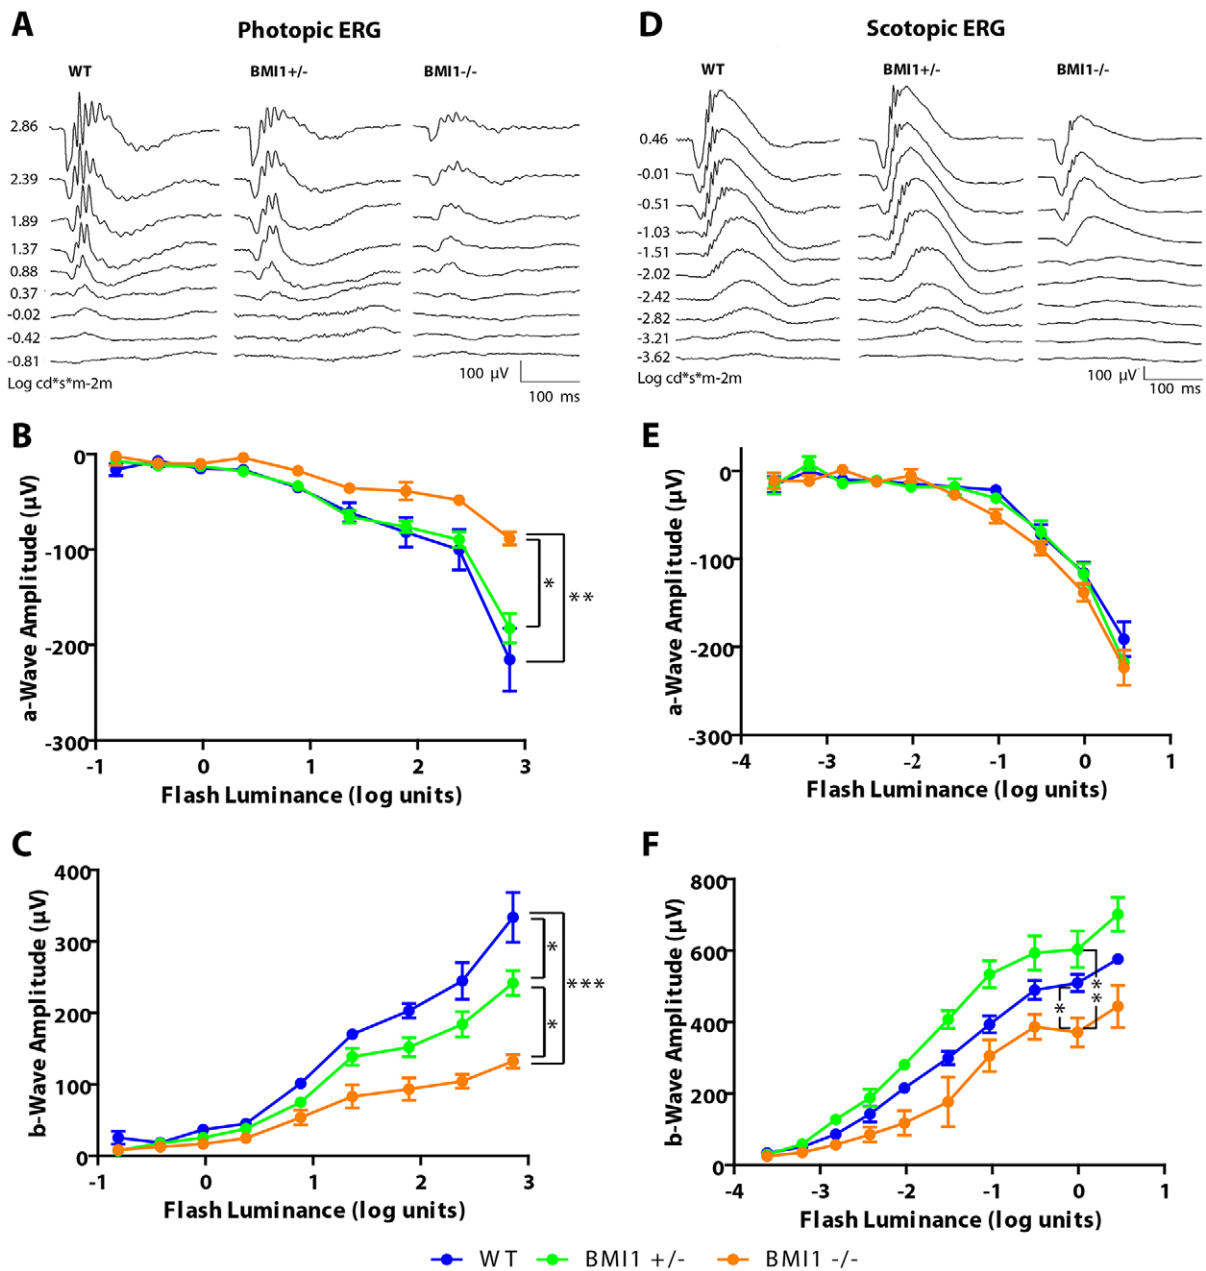 A
Photopic ERG
WT
BMI1+/-
BMI1-/-
2.86
2.39
1.89
1.37
0.88
0.37
-0.02
-0.42
-0.81
Log cd*s*m-2m
100 µV
100 ms
D
Scotopic ERG
WT
BMI1+/-
BMI1-/-
0.46
-0.01
-0.51
-1.03
-1.51
-2.02
-2.42
-2.82
-3.21
-3.62
Log cd*s*m-2m
100 µV
100 ms
B
a-Wave Amplitude (µV)
0
-100
-200
-300
-1
0
1
2
3
*
**
Flash Luminance (log units)
E
a-Wave Amplitude (µV)
0
-100
-200
-300
-4
-3
-2
-1
0
1
Flash Luminance (log units)
C
b-Wave Amplitude (µV)
400
300
200
100
0
-1
0
1
2
3
*
*
***
Flash Luminance (log units)
F
b-Wave Amplitude (µV)
800
600
400
200
0
-4
-3
-2
-1
0
1
*
**
Flash Luminance (log units)
WT
BMI1 +/-
BMI1 -/-